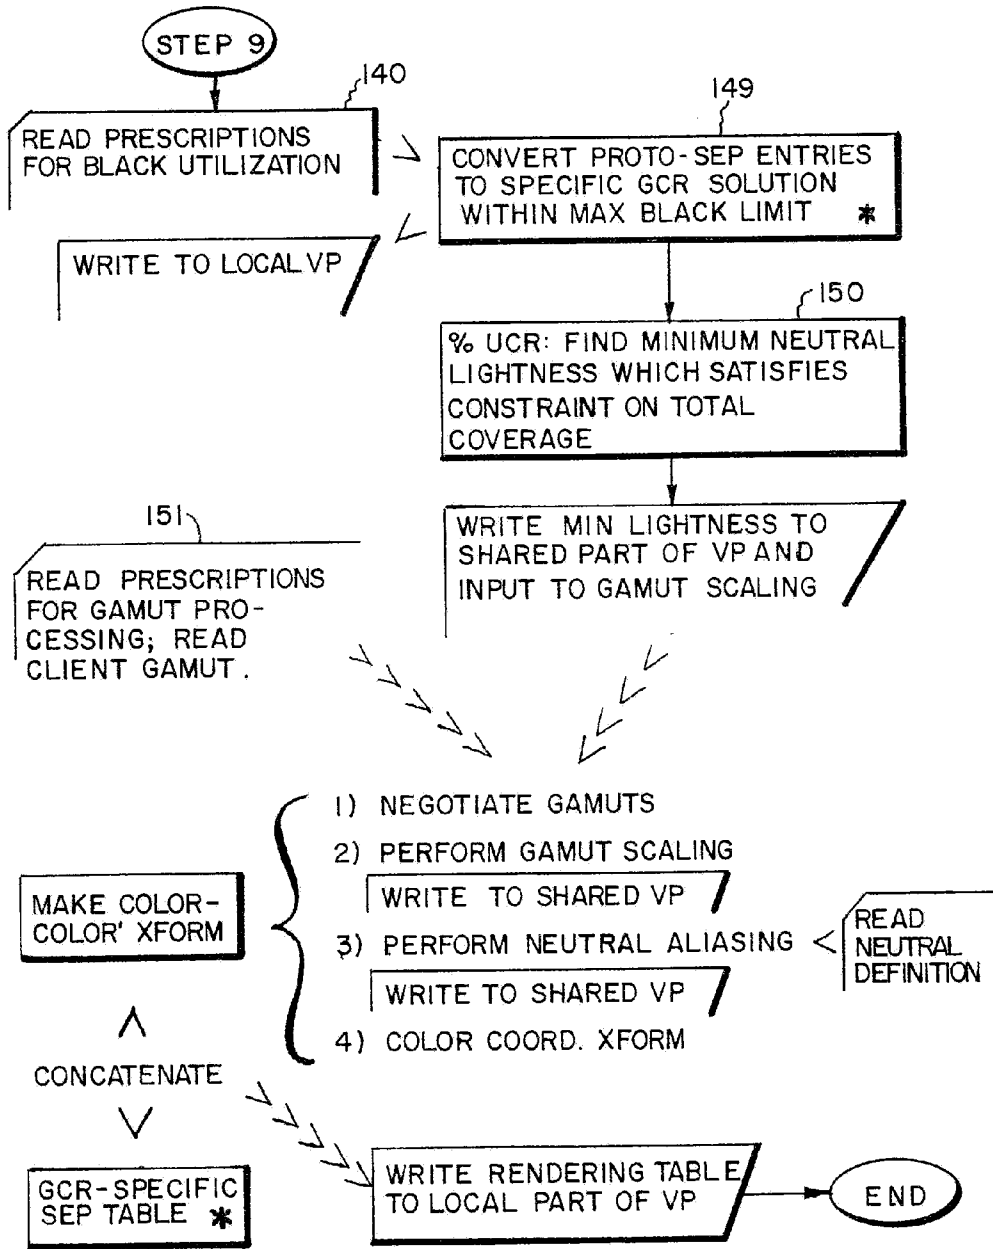 STEP 9
140
READ PRESCRIPTIONS
FOR BLACK UTILIZATION
149
CONVERT PROTO-SEP ENTRIES
TO SPECIFIC GCR SOLUTION
WITHIN MAX BLACK LIMIT *
WRITE TO LOCAL VP
150
% UCR: FIND MINIMUM NEUTRAL
LIGHTNESS WHICH SATISFIES
CONSTRAINT ON TOTAL
COVERAGE
WRITE MIN LIGHTNESS TO
SHARED PART OF VP AND
INPUT TO GAMUT SCALING
151
READ PRESCRIPTIONS
FOR GAMUT PRO-
CESSING; READ
CLIENT GAMUT.
1) NEGOTIATE GAMUTS
2) PERFORM GAMUT SCALING
WRITE TO SHARED VP
3) PERFORM NEUTRAL ALIASING
WRITE TO SHARED VP
4) COLOR COORD. XFORM
READ
NEUTRAL
DEFINITION
MAKE COLOR-
COLOR' XFORM
CONCATENATE
GCR-SPECIFIC
SEP TABLE *
WRITE RENDERING TABLE
TO LOCAL PART OF VP
END